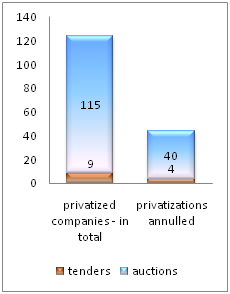 140
120
100
80
60
40
20
0
115
9
40
4
privatized
companies - in
total
privatizations
annulled
tenders
auctions